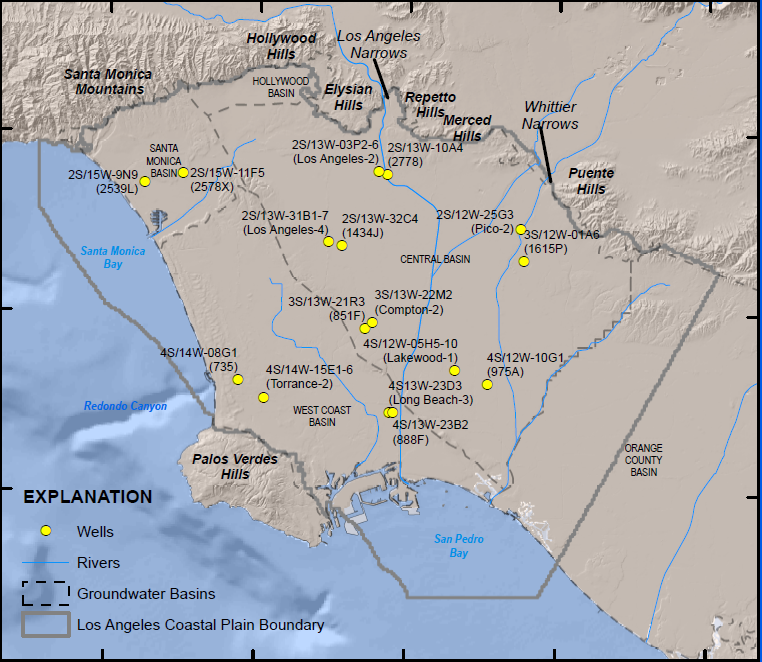 Hollywood
Hills
Los Angeles
Narrows
Santa Monica
Mountains
HOLLYWOOD
BASIN
Elysian
Hills
Repetto
Hills
Merced
Hills
Whittier
Narrows
Puente
Hills
SANTA
MONICA
BASIN
2S/15W-9N9
(2539L)
2S/15W-11F5
(2578X)
2S/13W-03P2-6
(Los Angeles-2)
2S/13W-10A4
(2778)
2S/13W-31B1-7
(Los Angeles-4)
2S/13W-32C4
(1434J)
2S/12W-25G3
(Pico-2)
3S/12W-01A6
(1615P)
Santa Monica
Bay
CENTRAL BASIN
3S/13W-21R3
(851F)
3S/13W-22M2
(Compton-2)
4S/14W-08G1
(735)
4S/14W-15E1-6
(Torrance-2)
4S/12W-05H5-10
(Lakewood-1)
4S/12W-10G1
(975A)
4S13W-23D3
(Long Beach-3)
4S/13W-23B2
(888F)
Redondo Canyon
WEST COAST
BASIN
ORANGE
COUNTY
BASIN
Palos Verdes
Hills
San Pedro
Bay
EXPLANATION
Wells
Rivers
Groundwater Basins
Los Angeles Coastal Plain Boundary